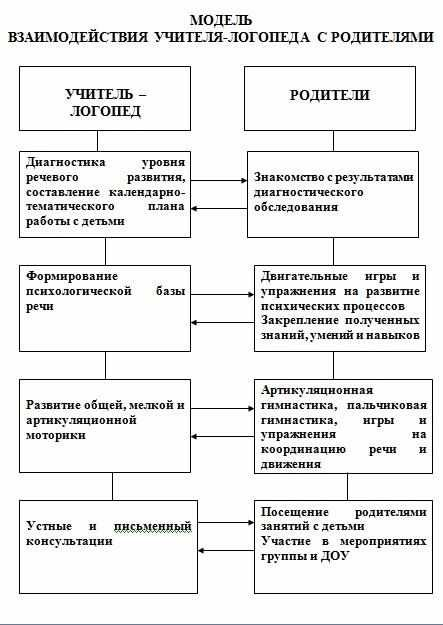 МОДЕЛЬ
ВЗАИМОДЕЙСТВИЯ УЧИТЕЛЯ-ЛОГОПЕДА С РОДИТЕЛЯМИ
УЧИТЕЛЬ –
ЛОГОПЕД
РОДИТЕЛИ
Диагностика уровня
речевого развития,
составление календарно-
тематического плана
работы с детьми
Знакомство с результатами
диагностического
обследования
Формирование
психологической базы
речи
Двигательные игры и
упражнения на развитие
психических процессов
Закрепление полученных
знаний, умений и навыков
Развитие общей, мелкой и
артикуляционной
моторики
Артикуляционная
гимнастика, пальчиковая
гимнастика, игры и
упражнения на
координацию речи и
движения
Устные и письменный
консультации
Посещение родителями
занятий с детьми
Участие в мероприятиях
группы и ДОУ